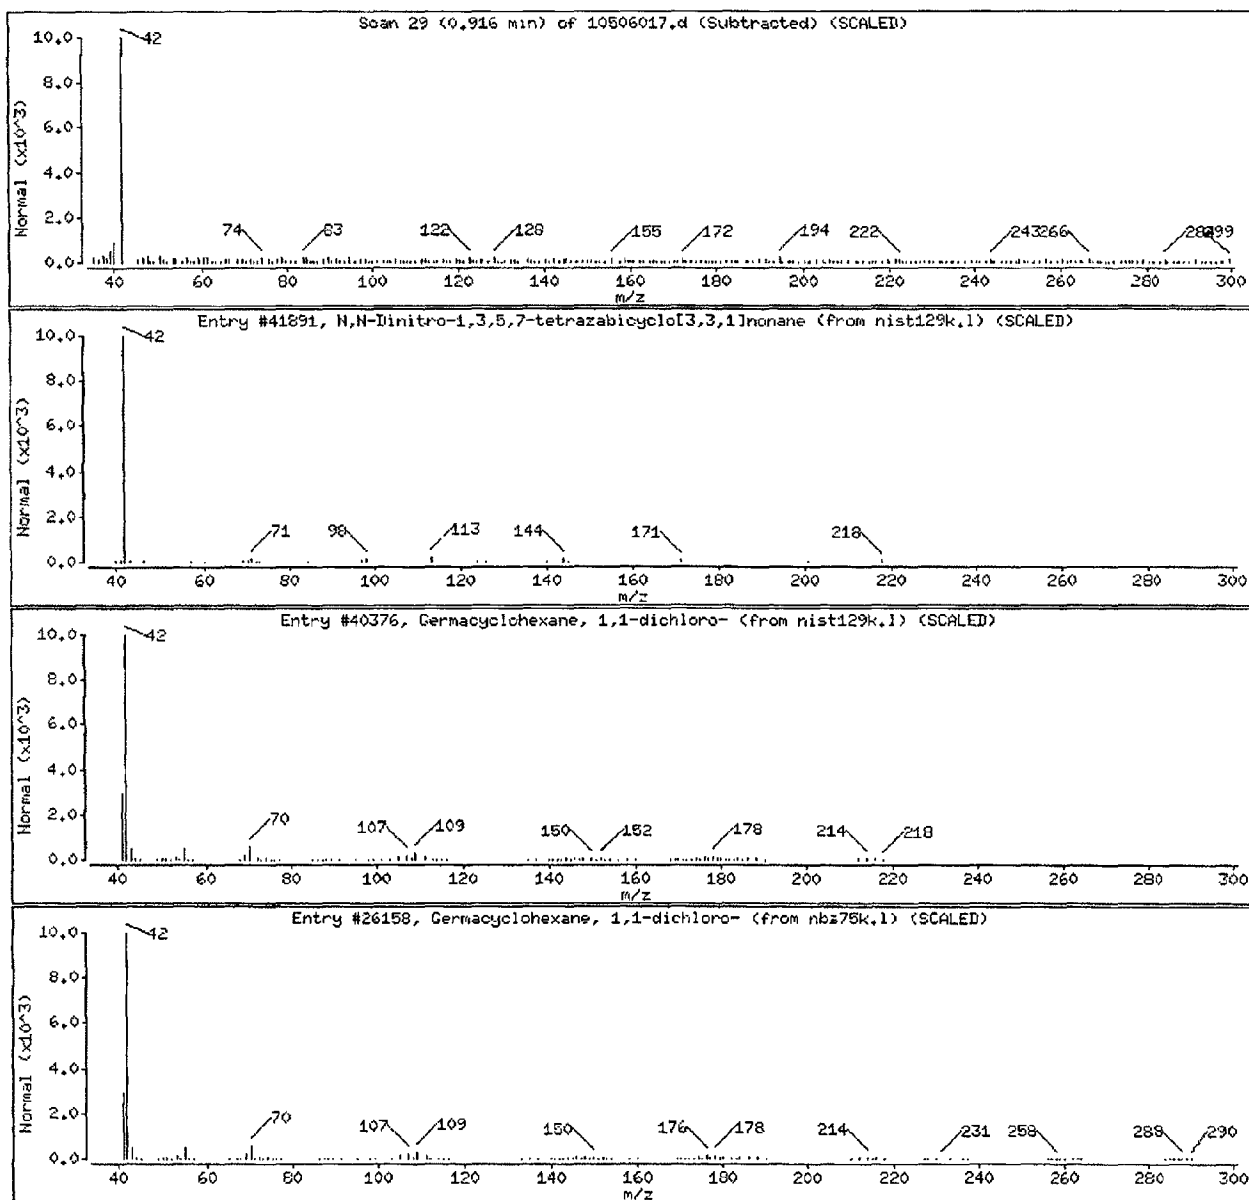 Scan 29 (0.916 min) of 10506017.d (Subtracted) (SCALED)
Normal (x10^3)
10.0
8.0
6.0
4.0
2.0
0.0
42
74 83 122 128 155 172 194 222 243 266 299
40 60 80 100 120 140 160 180 200 220 240 260 280 300
m/z
Entry #41891, N,N-Dinitro-1,3,5,7-tetrazabicyclo[3,3,1]nonane (from nist129k.l) (SCALED)
Normal (x10^3)
10.0
8.0
6.0
4.0
2.0
0.0
42
71 98 113 144 171 218
40 60 80 100 120 140 160 180 200 220 240 260 280 300
m/z
Entry #40376, Germacyclohexane, 1,1-dichloro- (from nist129k.l) (SCALED)
Normal (x10^3)
10.0
8.0
6.0
4.0
2.0
0.0
42
70 107 109 150 152 178 214 218
40 60 80 100 120 140 160 180 200 220 240 260 280 300
m/z
Entry #26158, Germacyclohexane, 1,1-dichloro- (from nbs75k.l) (SCALED)
Normal (x10^3)
10.0
8.0
6.0
4.0
2.0
0.0
42
70 107 109 150 176 178 214 231 258 288 290
40 60 80 100 120 140 160 180 200 220 240 260 280 300
m/z